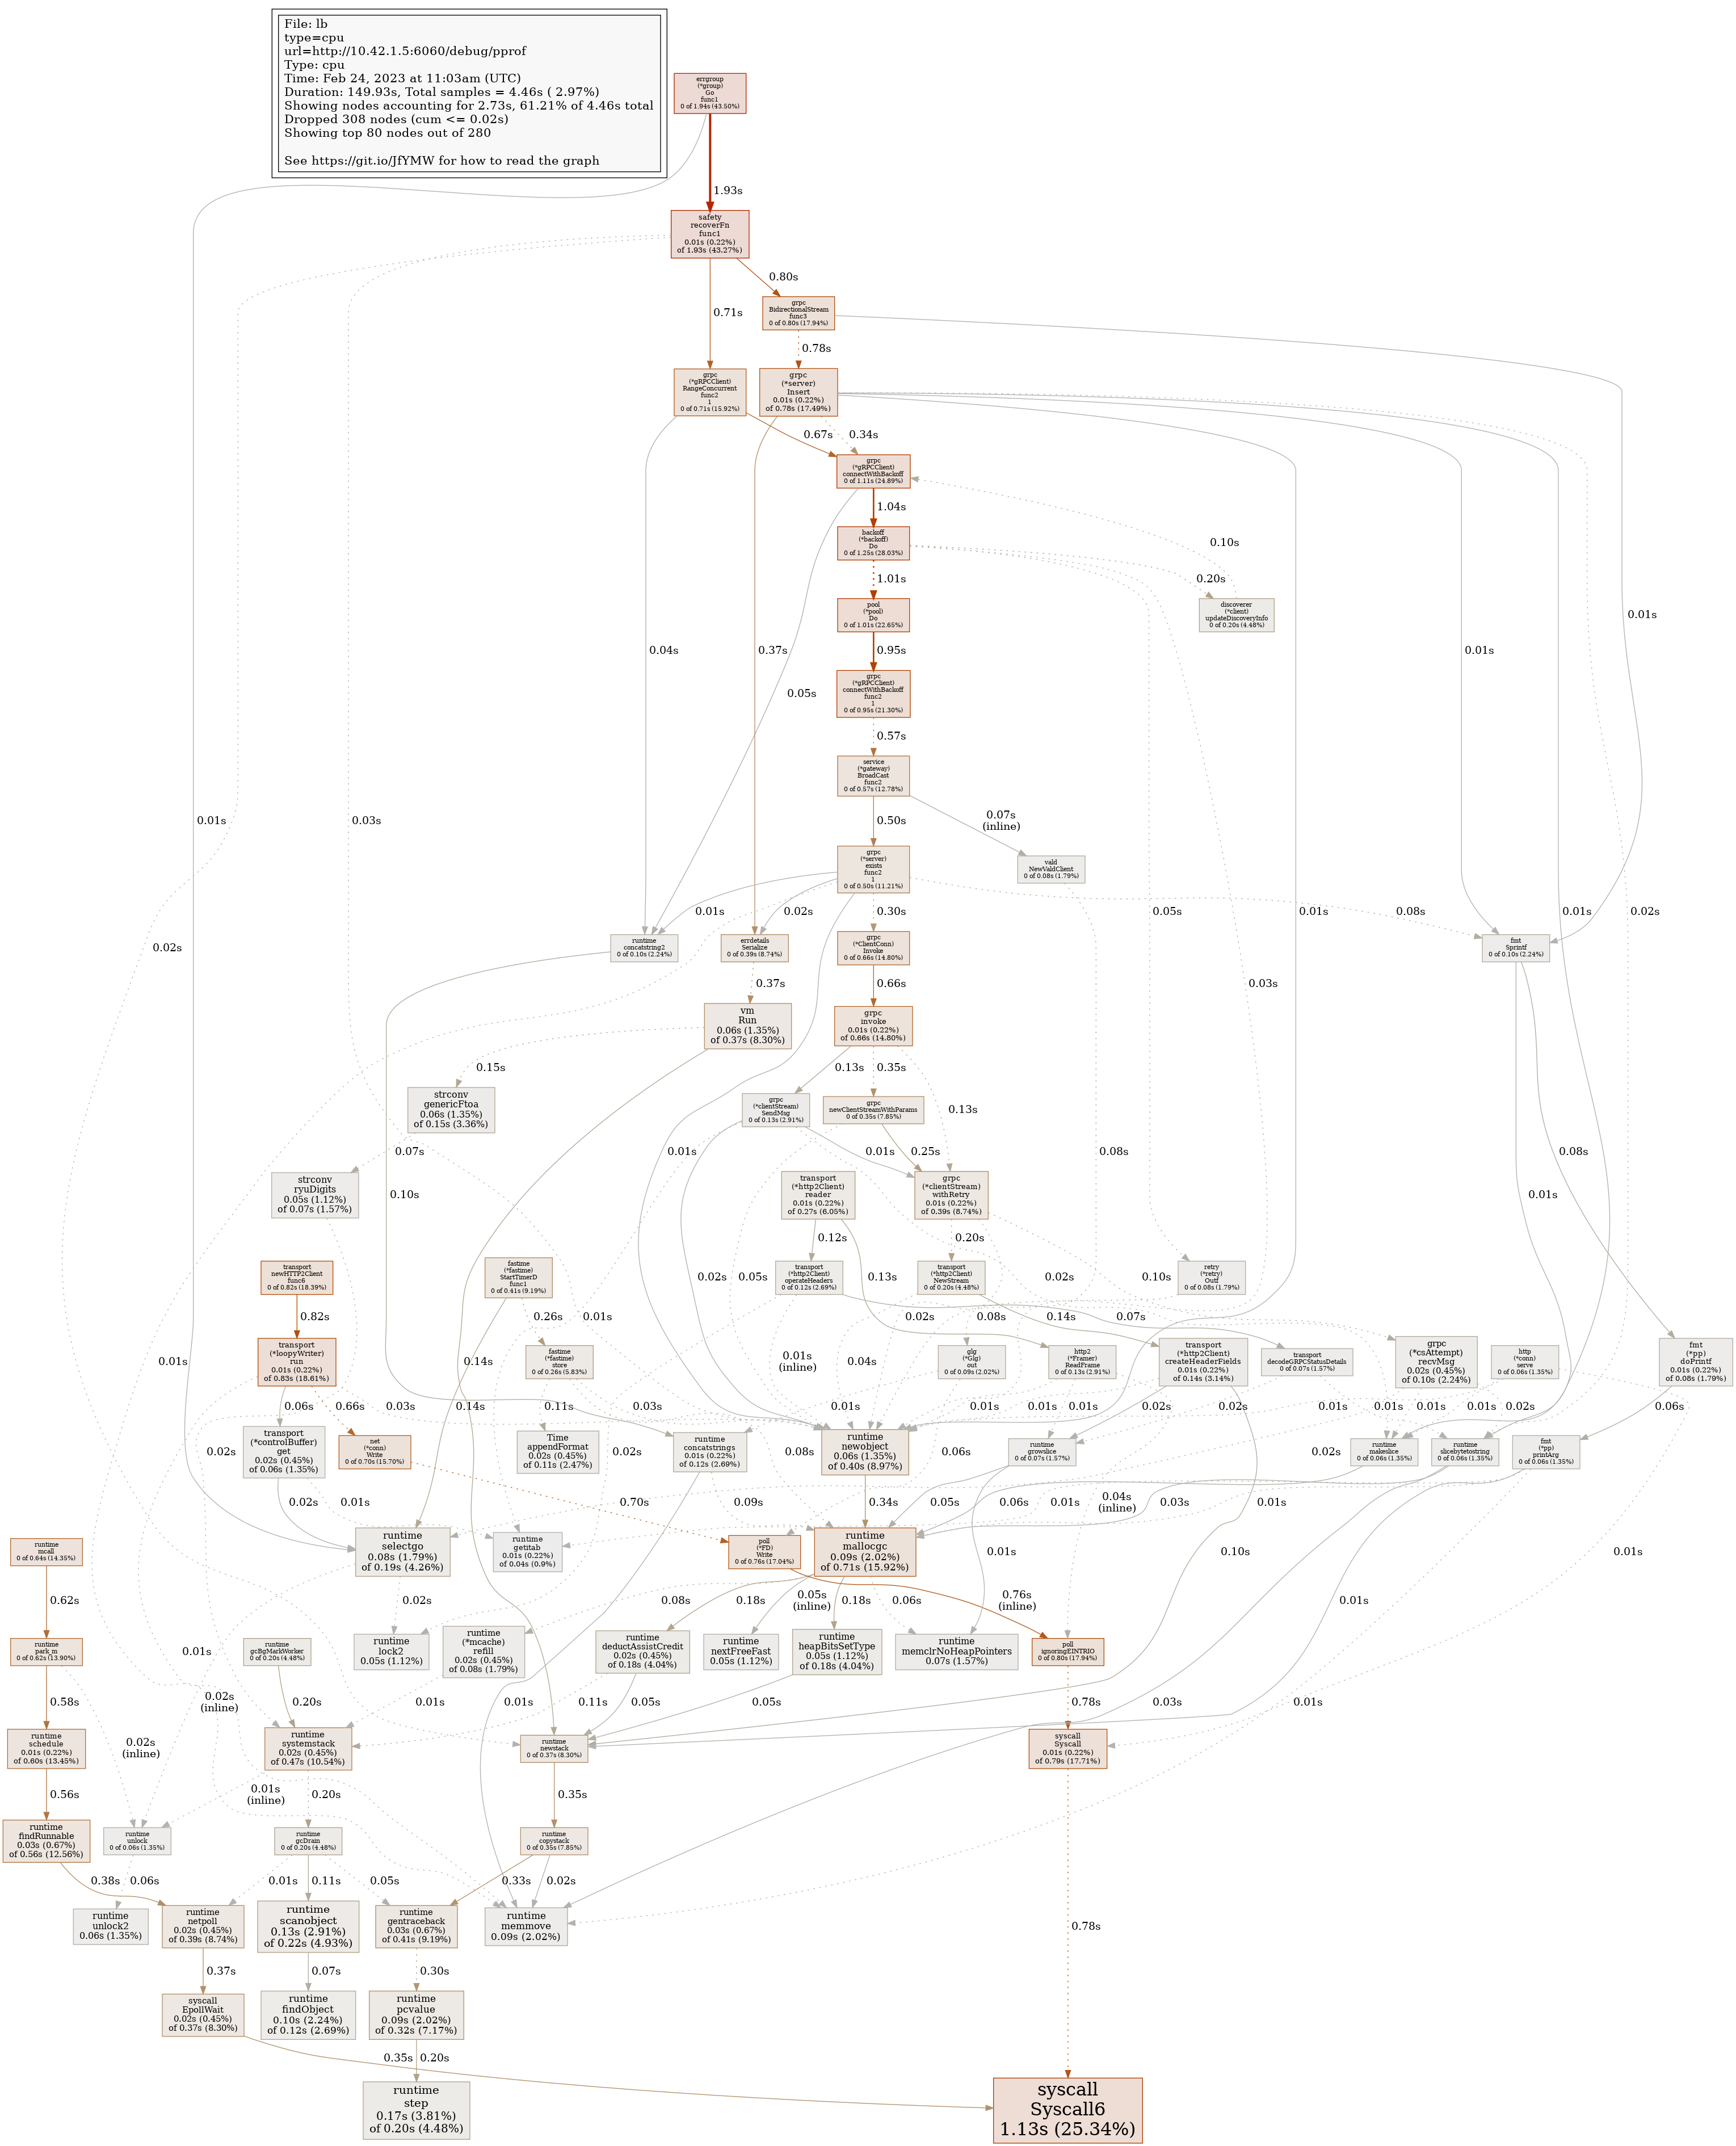 File: lb
type=cpu
url=http://10.42.1.5:6060/debug/pprof
Type: cpu
Time: Feb 24, 2023 at 11:03am (UTC)
Duration: 149.93s, Total samples = 4.46s ( 2.97%)
Showing nodes accounting for 2.73s, 61.21% of 4.46s total
Dropped 308 nodes (cum <= 0.02s)
Showing top 80 nodes out of 280
See https://git.io/JfYMW for how to read the graph
errgroup
(*group)
Go
func1
0 of 1.94s (43.50%)
1.93s
safety
recoverFn
func1
0.01s (0.22%)
of 1.93s (43.27%)
0.80s
0.71s
grpc
BidirectionalStream
func3
0 of 0.80s (17.94%)
0.78s
grpc
(*gRPCClient)
RangeConcurrent
func2
1
0 of 0.71s (15.92%)
grpc
(*server)
Insert
0.01s (0.22%)
of 0.78s (17.49%)
0.67s
0.34s
grpc
(*gRPCClient)
connectWithBackoff
0 of 1.11s (24.89%)
1.04s
0.10s
backoff
(*backoff)
Do
0 of 1.25s (28.03%)
1.01s
0.20s
pool
(*pool)
Do
0 of 1.01s (22.65%)
discoverer
(*client)
updateDiscoveryInfo
0 of 0.20s (4.48%)
0.01s
0.04s
0.37s
0.95s
0.01s
0.05s
grpc
(*gRPCClient)
connectWithBackoff
func2
1
0 of 0.95s (21.30%)
0.57s
service
(*gateway)
BroadCast
func2
0 of 0.57s (12.78%)
0.01s
0.03s
0.50s
0.07s
(inline)
grpc
(*server)
exists
func2
1
0 of 0.50s (11.21%)
vald
NewValdClient
0 of 0.08s (1.79%)
0.02s
0.01s
0.02s
0.30s
0.05s
0.01s
0.08s
0.01s
0.02s
runtime
concatstring2
0 of 0.10s (2.24%)
errdetails
Serialize
0 of 0.39s (8.74%)
grpc
(*ClientConn)
Invoke
0 of 0.66s (14.80%)
fmt
Sprintf
0 of 0.10s (2.24%)
0.37s
0.66s
0.03s
vm
Run
0.06s (1.35%)
of 0.37s (8.30%)
grpc
invoke
0.01s (0.22%)
of 0.66s (14.80%)
0.15s
0.13s
0.35s
0.13s
strconv
genericFtoa
0.06s (1.35%)
of 0.15s (3.36%)
grpc
(*clientStream)
SendMsg
0 of 0.13s (2.91%)
grpc
newClientStreamWithParams
0 of 0.35s (7.85%)
0.07s
0.01s
0.01s
0.25s
0.08s
0.08s
strconv
ryuDigits
0.05s (1.12%)
of 0.07s (1.57%)
0.10s
transport
(*http2Client)
reader
0.01s (0.22%)
of 0.27s (6.05%)
grpc
(*clientStream)
withRetry
0.01s (0.22%)
of 0.39s (8.74%)
0.01s
0.12s
0.20s
transport
newHTTP2Client
func6
0 of 0.82s (18.39%)
fastime
(*fastime)
StartTimerD
func1
0 of 0.41s (9.19%)
0.02s
0.05s
transport
(*http2Client)
operateHeaders
0 of 0.12s (2.69%)
0.13s
transport
(*http2Client)
NewStream
0 of 0.20s (4.48%)
0.02s
0.10s
retry
(*retry)
Outf
0 of 0.08s (1.79%)
0.82s
0.26s
0.01s
0.01s
0.02s
0.08s
0.14s
0.07s
transport
(*loopyWriter)
run
0.01s (0.22%)
of 0.83s (18.61%)
0.01s
0.14s
fastime
(*fastime)
store
0 of 0.26s (5.83%)
0.01s
(inline)
0.04s
glg
(*Glg)
out
0 of 0.09s (2.02%)
http2
(*Framer)
ReadFrame
0 of 0.13s (2.91%)
transport
(*http2Client)
createHeaderFields
0.01s (0.22%)
of 0.14s (3.14%)
transport
decodeGRPCStatusDetails
0 of 0.07s (1.57%)
grpc
(*csAttempt)
recvMsg
0.02s (0.45%)
of 0.10s (2.24%)
http
(*conn)
serve
0 of 0.06s (1.35%)
fmt
(*pp)
doPrintf
0.01s (0.22%)
of 0.08s (1.79%)
0.06s
0.66s
0.03s
0.14s
0.11s
0.03s
0.01s
0.01s
0.01s
0.01s
0.02s
0.02s
0.01s
0.01s
0.01s
0.02s
0.06s
transport
(*controlBuffer)
get
0.02s (0.45%)
of 0.06s (1.35%)
net
(*conn)
Write
0 of 0.70s (15.70%)
0.02s
Time
appendFormat
0.02s (0.45%)
of 0.11s (2.47%)
0.02s
runtime
concatstrings
0.01s (0.22%)
of 0.12s (2.69%)
0.08s
runtime
newobject
0.06s (1.35%)
of 0.40s (8.97%)
0.06s
runtime
growslice
0 of 0.07s (1.57%)
0.02s
runtime
makeslice
0 of 0.06s (1.35%)
runtime
slicebytetostring
0 of 0.06s (1.35%)
fmt
(*pp)
printArg
0 of 0.06s (1.35%)
0.02s
0.01s
0.70s
0.09s
0.34s
0.05s
0.06s
0.01s
0.04s
(inline)
0.03s
0.01s
runtime
mcall
0 of 0.64s (14.35%)
runtime
selectgo
0.08s (1.79%)
of 0.19s (4.26%)
runtime
getitab
0.01s (0.22%)
of 0.04s (0.9%)
poll
(*FD)
Write
0 of 0.76s (17.04%)
runtime
mallocgc
0.09s (2.02%)
of 0.71s (15.92%)
0.01s
0.10s
0.01s
0.62s
0.02s
0.08s
0.18s
0.05s
(inline)
0.18s
0.06s
0.76s
(inline)
0.01s
runtime
park_m
0 of 0.62s (13.90%)
0.01s
runtime
gcBgMarkWorker
0 of 0.20s (4.48%)
runtime
lock2
0.05s (1.12%)
runtime
(*mcache)
refill
0.02s (0.45%)
of 0.08s (1.79%)
runtime
deductAssistCredit
0.02s (0.45%)
of 0.18s (4.04%)
runtime
nextFreeFast
0.05s (1.12%)
runtime
heapBitsSetType
0.05s (1.12%)
of 0.18s (4.04%)
runtime
memclrNoHeapPointers
0.07s (1.57%)
poll
ignoringEINTRIO
0 of 0.80s (17.94%)
0.58s
0.01s
0.02s
(inline)
0.20s
0.01s
0.11s
0.01s
0.05s
0.05s
0.03s
0.78s
0.01s
runtime
schedule
0.01s (0.22%)
of 0.60s (13.45%)
0.02s
(inline)
runtime
systemstack
0.02s (0.45%)
of 0.47s (10.54%)
runtime
newstack
0 of 0.37s (8.30%)
syscall
Syscall
0.01s (0.22%)
of 0.79s (17.71%)
0.56s
0.01s
(inline)
0.20s
0.35s
runtime
findRunnable
0.03s (0.67%)
of 0.56s (12.56%)
runtime
unlock
0 of 0.06s (1.35%)
runtime
gcDrain
0 of 0.20s (4.48%)
runtime
copystack
0 of 0.35s (7.85%)
0.38s
0.06s
0.01s
0.11s
0.05s
0.33s
0.02s
runtime
unlock2
0.06s (1.35%)
runtime
netpoll
0.02s (0.45%)
of 0.39s (8.74%)
runtime
scanobject
0.13s (2.91%)
of 0.22s (4.93%)
runtime
gentraceback
0.03s (0.67%)
of 0.41s (9.19%)
runtime
memmove
0.09s (2.02%)
0.78s
0.37s
0.07s
0.30s
syscall
EpollWait
0.02s (0.45%)
of 0.37s (8.30%)
runtime
findObject
0.10s (2.24%)
of 0.12s (2.69%)
runtime
pcvalue
0.09s (2.02%)
of 0.32s (7.17%)
0.35s
0.20s
runtime
step
0.17s (3.81%)
of 0.20s (4.48%)
syscall
Syscall6
1.13s (25.34%)